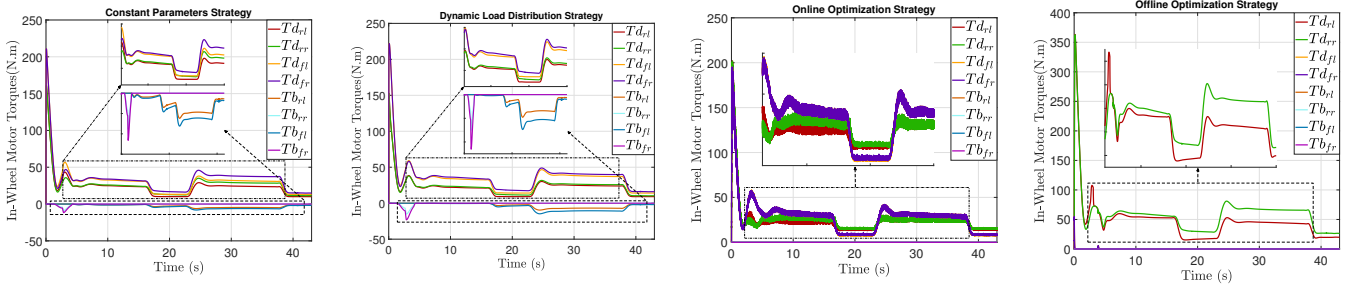 Constant Parameters Strategy
In-Wheel Motor Torques(N.m)
250
200
150
100
50
0
-50
0
10
20
30
40
Time (s)
Td_rl
Td_rr
Td_fl
Td_fr
Tb_rl
Tb_rr
Tb_fl
Tb_fr
Dynamic Load Distribution Strategy
In-Wheel Motor Torques(N.m)
250
200
150
100
50
0
-50
0
10
20
30
40
Time (s)
Td_rl
Td_rr
Td_fl
Td_fr
Tb_rl
Tb_rr
Tb_fl
Tb_fr
Online Optimization Strategy
In-Wheel Motor Torques(N.m)
250
200
150
100
50
0
0
10
20
30
40
Time (s)
Td_rl
Td_rr
Td_fl
Td_fr
Tb_rl
Tb_rr
Tb_fl
Tb_fr
Offline Optimization Strategy
In-Wheel Motor Torques(N.m)
400
350
300
250
200
150
100
50
0
0
10
20
30
40
Time (s)
Td_rl
Td_rr
Td_fl
Td_fr
Tb_rl
Tb_rr
Tb_fl
Tb_fr